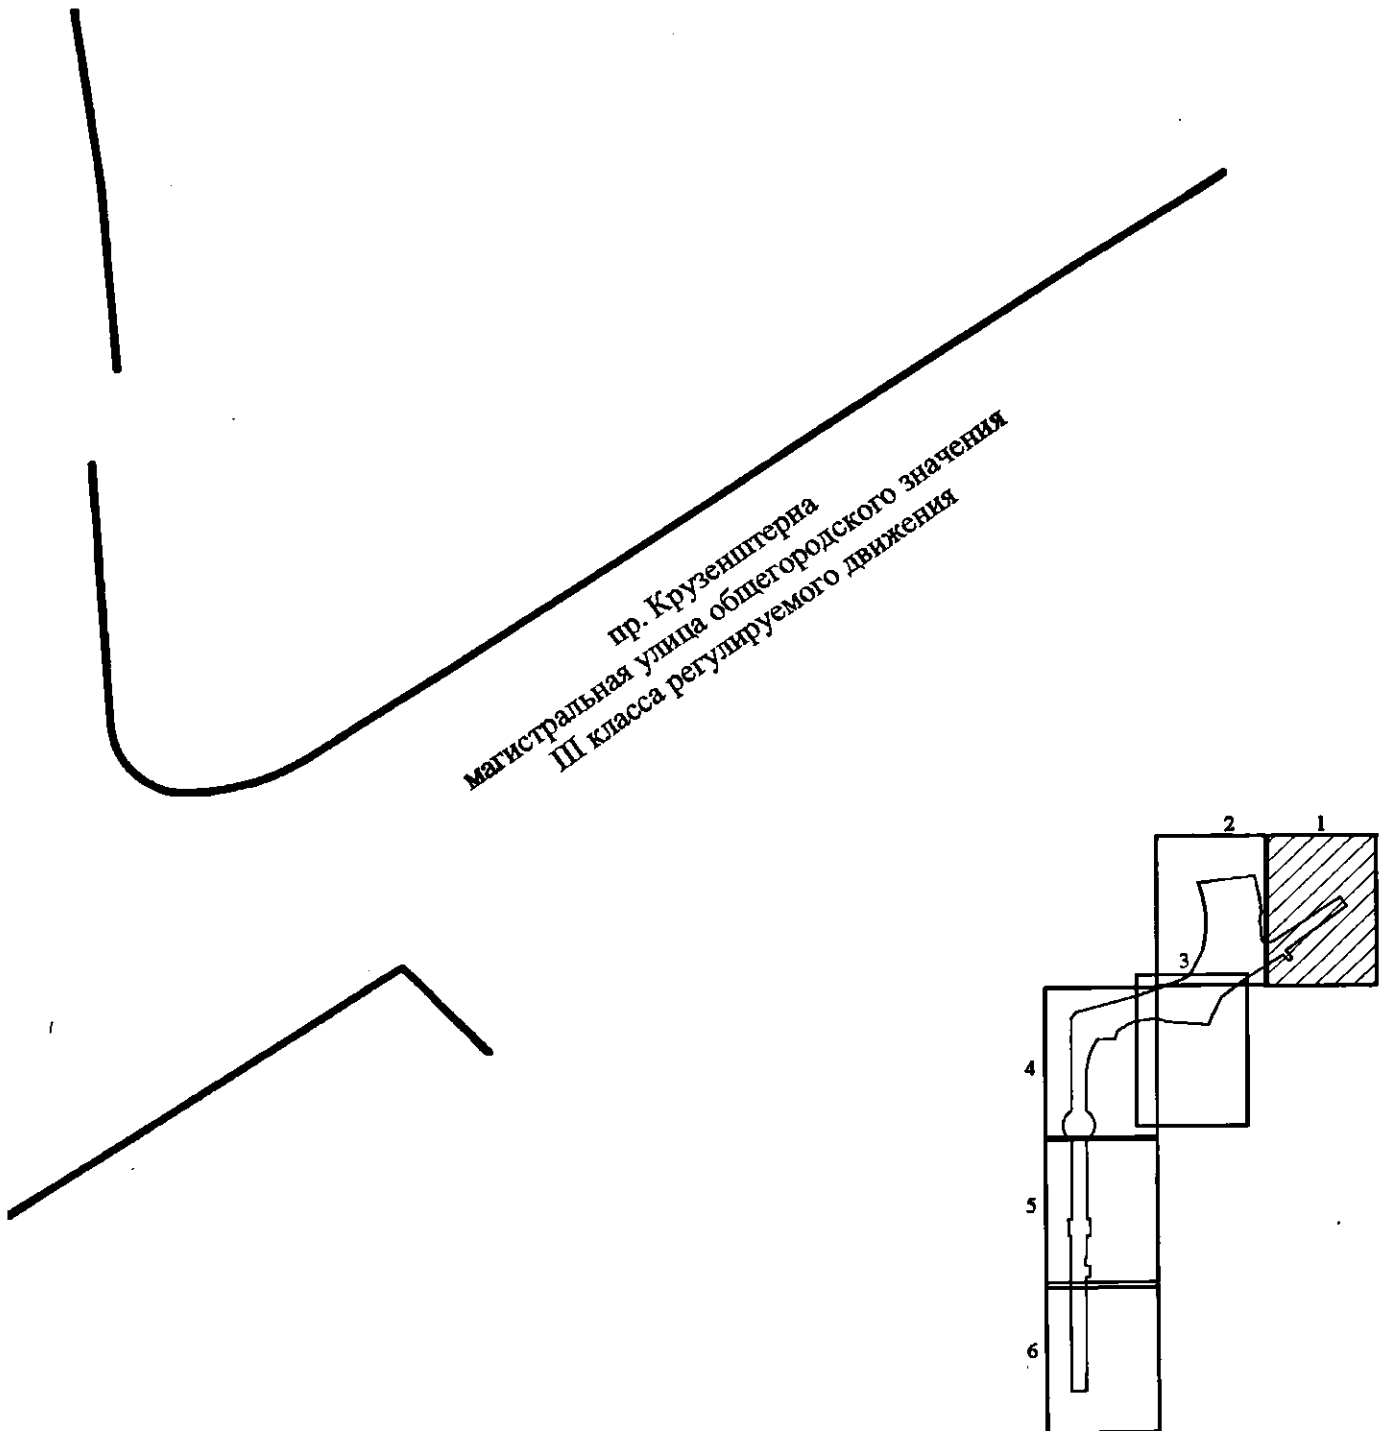 пр. Крузенштерна
магистральная улица общегородского значения
III класса регулируемого движения
2 1
3
4
5
6